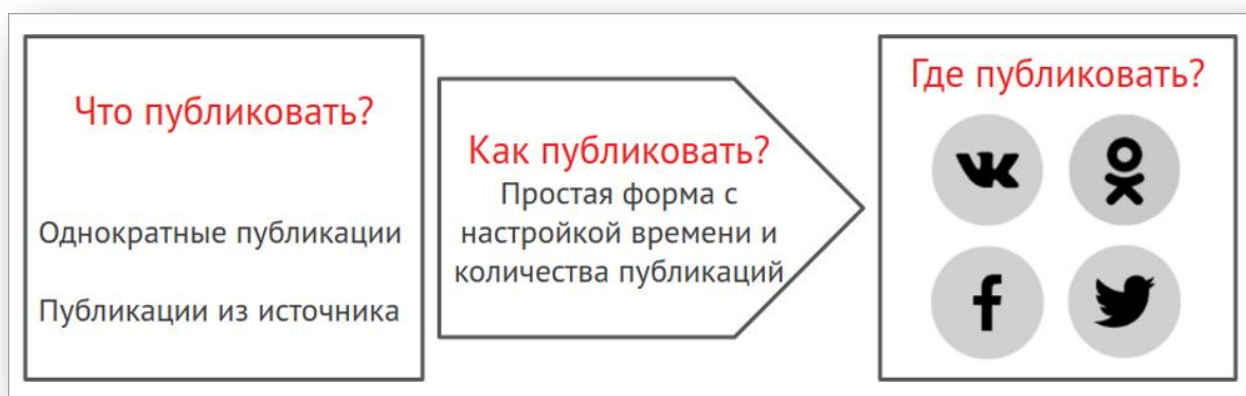 Что публиковать?
Однократные публикации
Публикации из источника
Как публиковать?
Простая форма с
настройкой времени и
количества публикаций
Где публиковать?